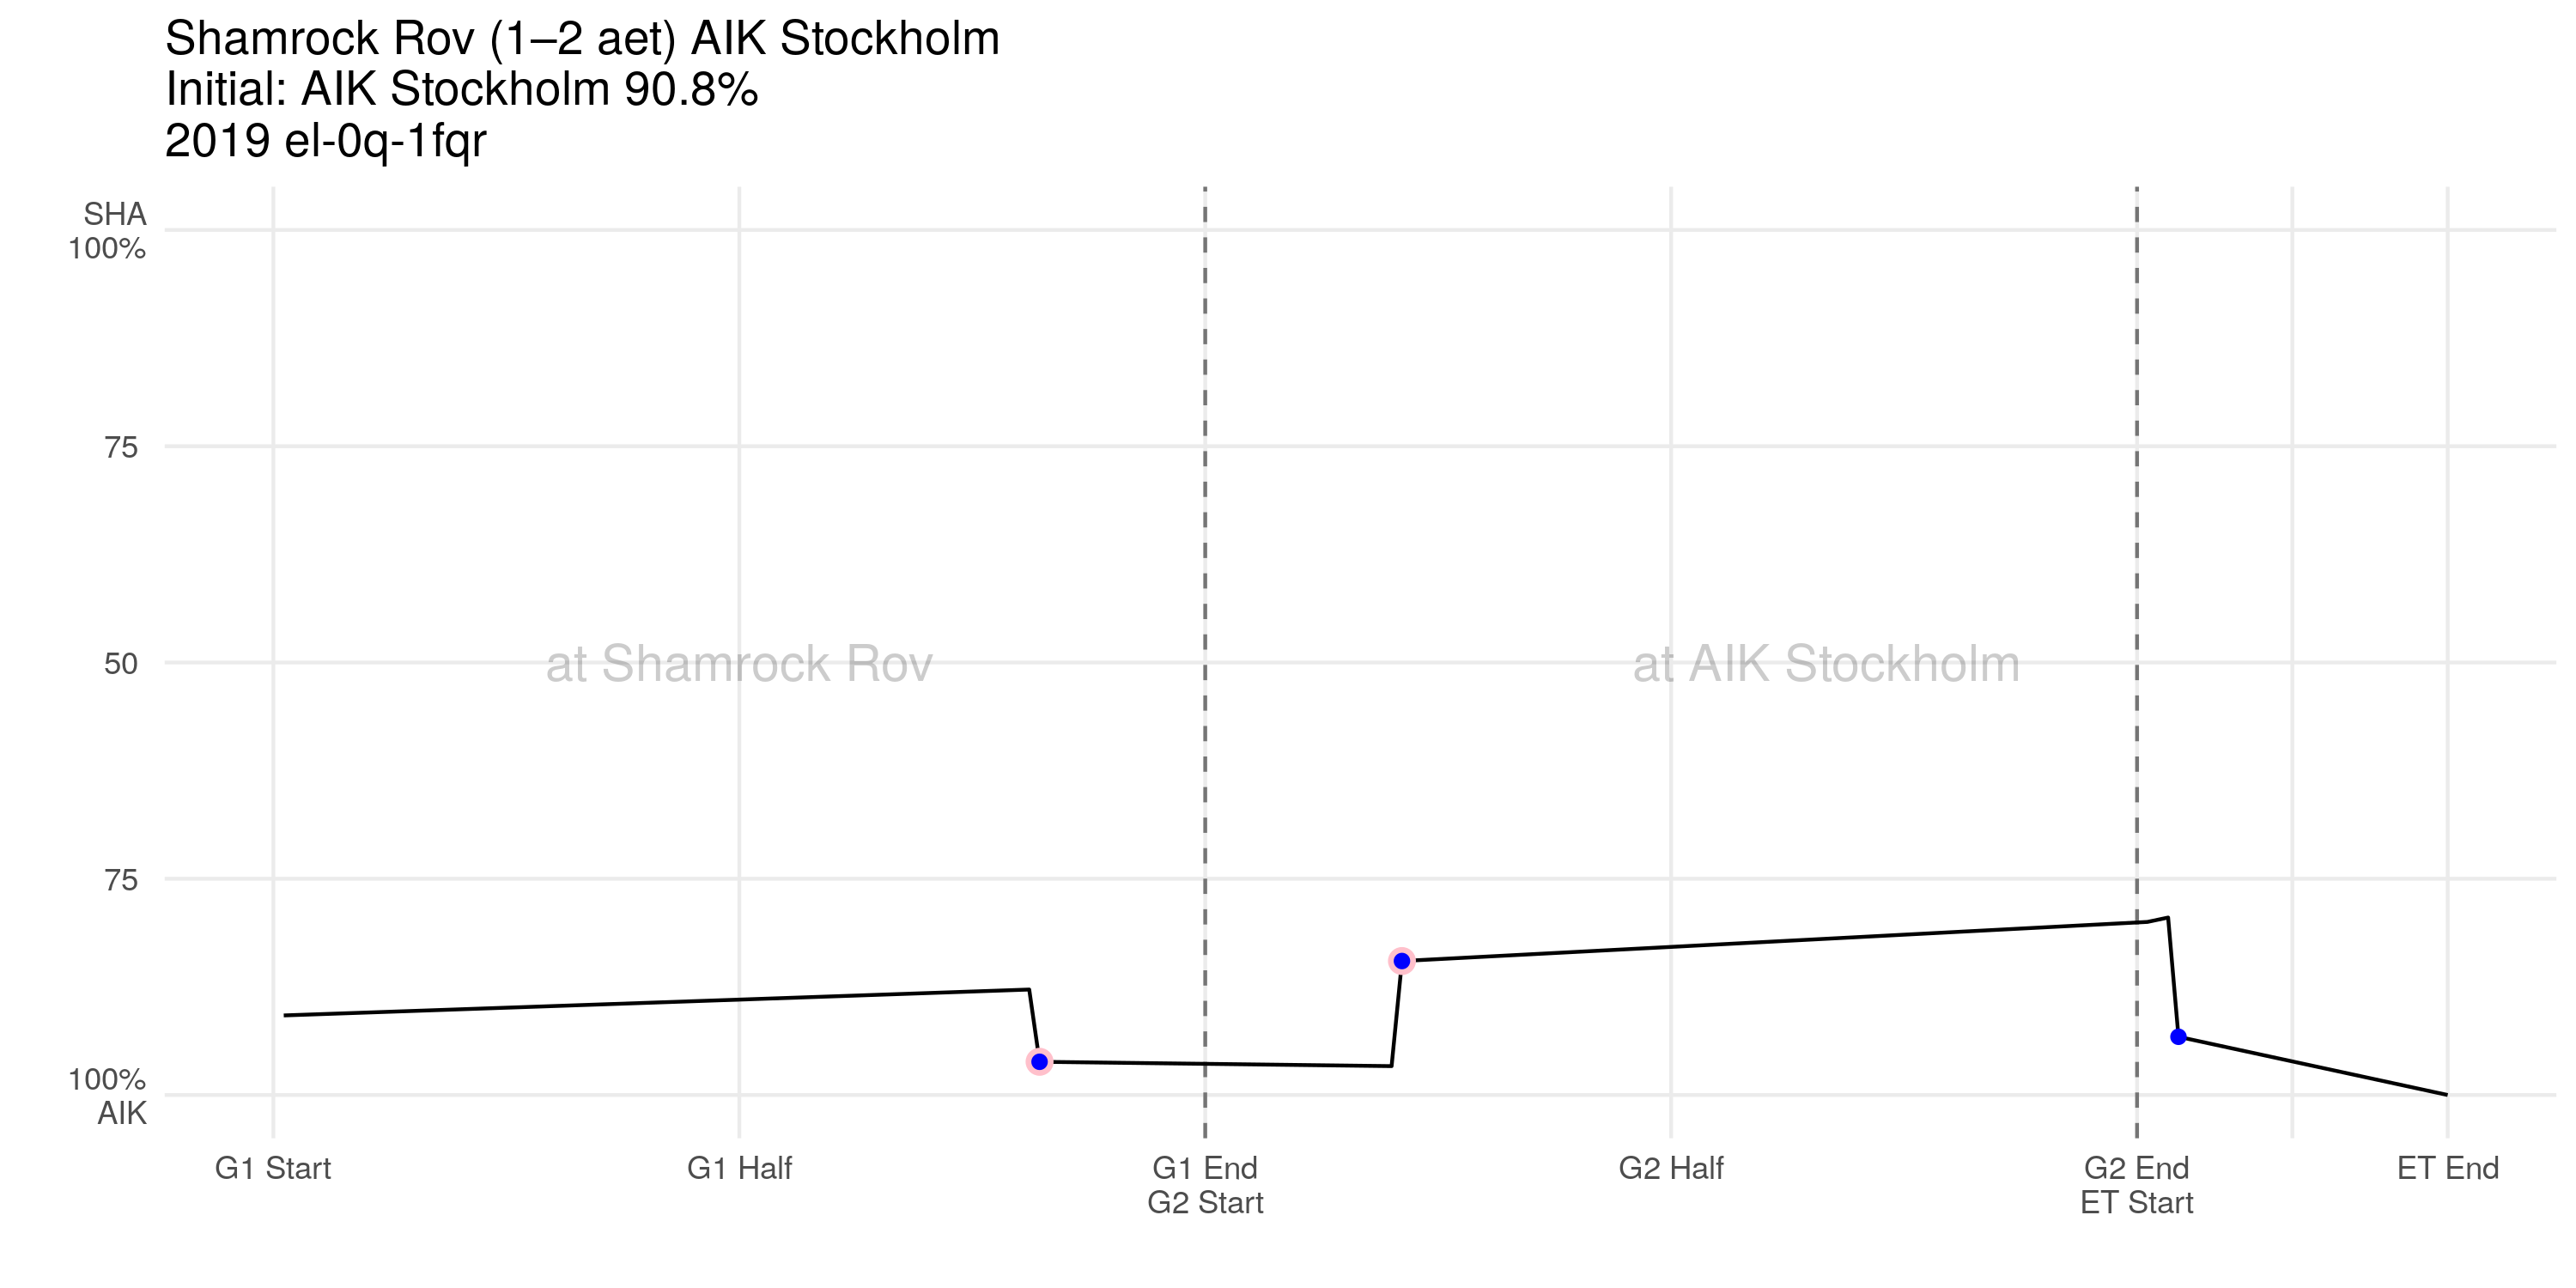 Shamrock Rov (1–2 aet) AIK Stockholm
Initial: AIK Stockholm 90.8%
2019 el-0q-1fqr
SHA
100%
75
50
75
100%
AIK
at Shamrock Rov
at AIK Stockholm
G1 Start
G1 Half
G1 End
G2 Start
G2 Half
G2 End
ET Start
ET End